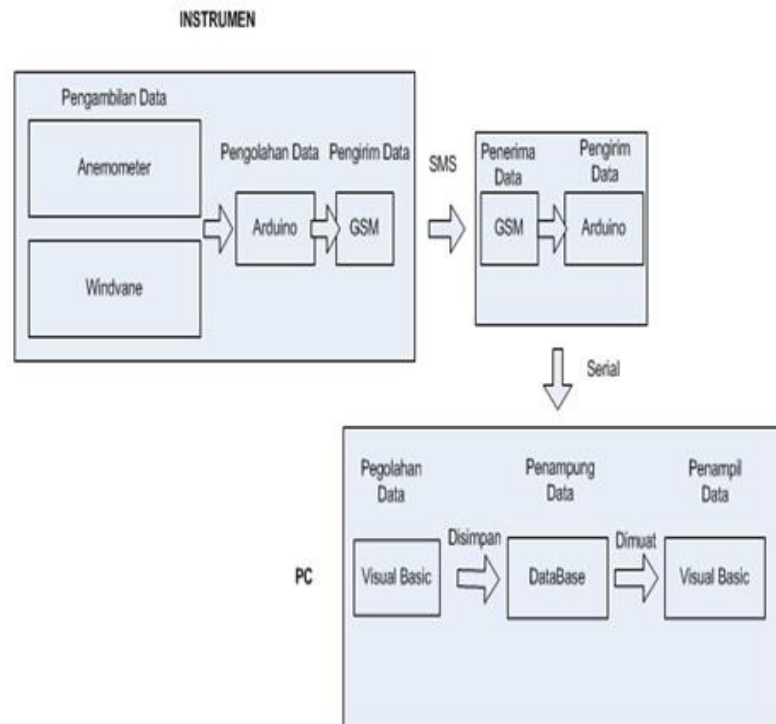 INSTRUMEN
Pengambilan Data
Anemometer
Windvane
Pengolahan Data
Arduino
Pengirim Data
GSM
SMS
Penerima
Data
GSM
Pengirim
Data
Arduino
Serial
PC
Pegolahan
Data
Visual Basic
Disimpan
Penampung
Data
DataBase
Dimuat
Penampil
Data
Visual Basic